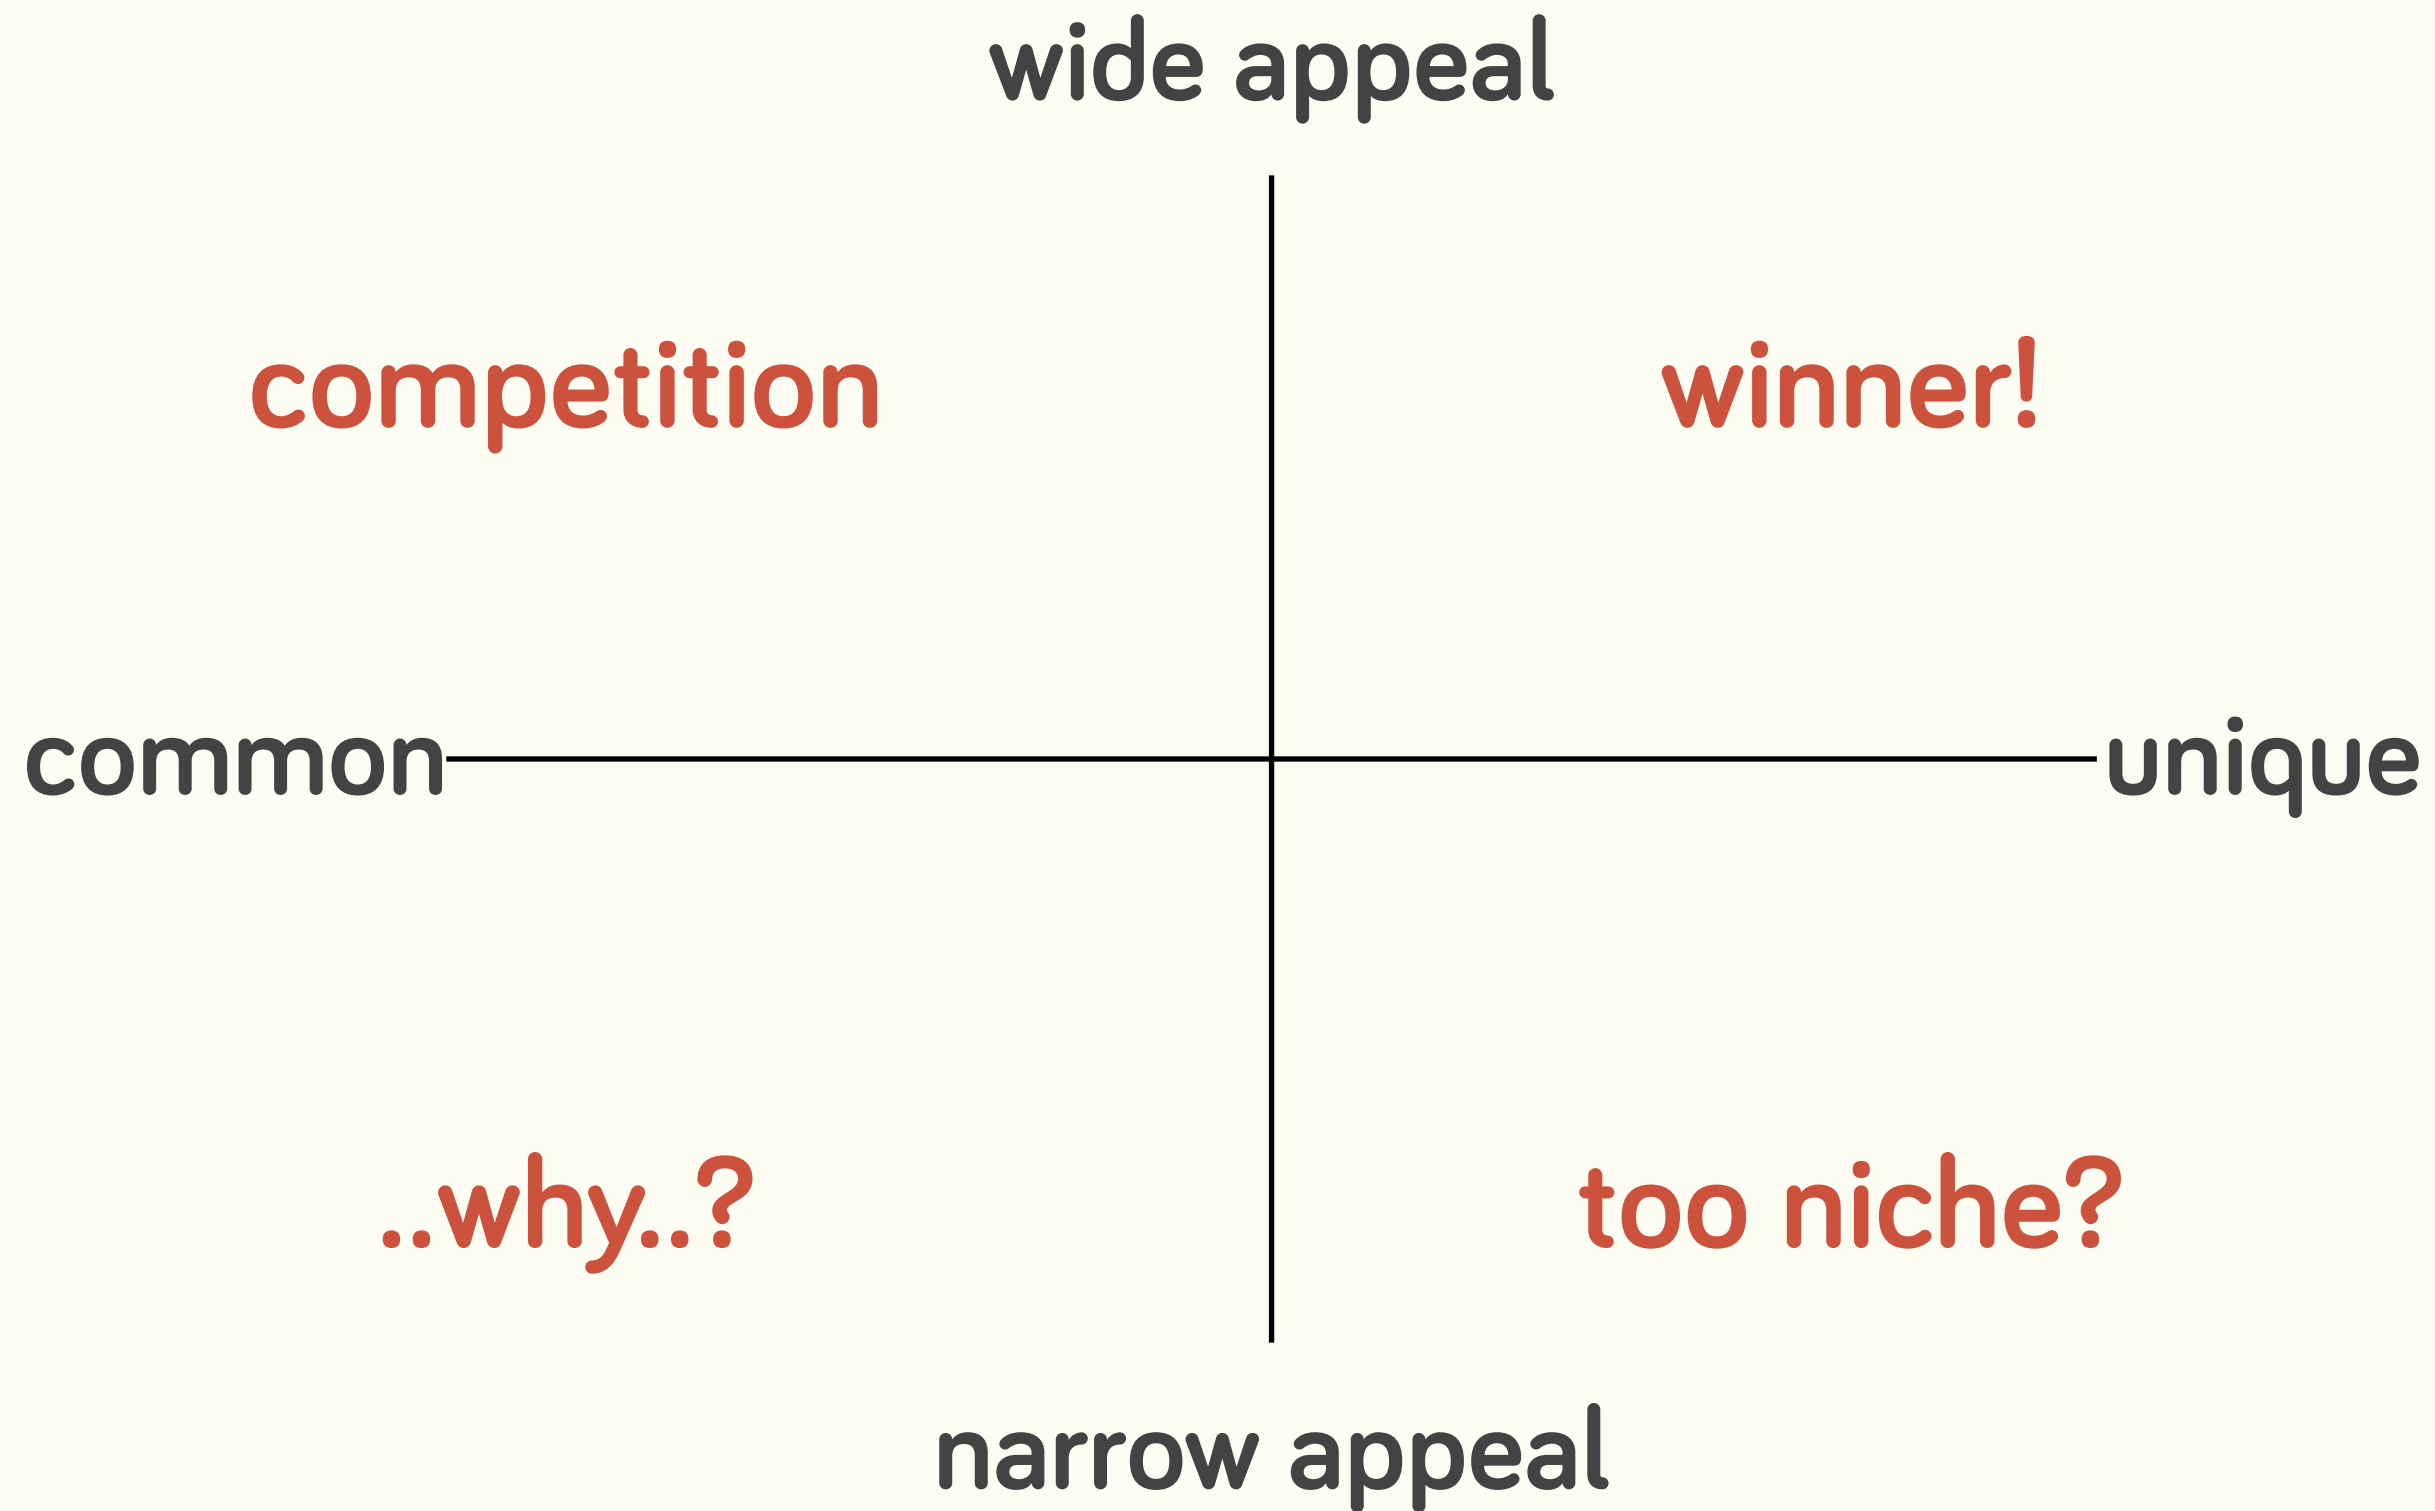 wide appeal
competition
winner!
common
unique
..why..?
too niche?
narrow appeal